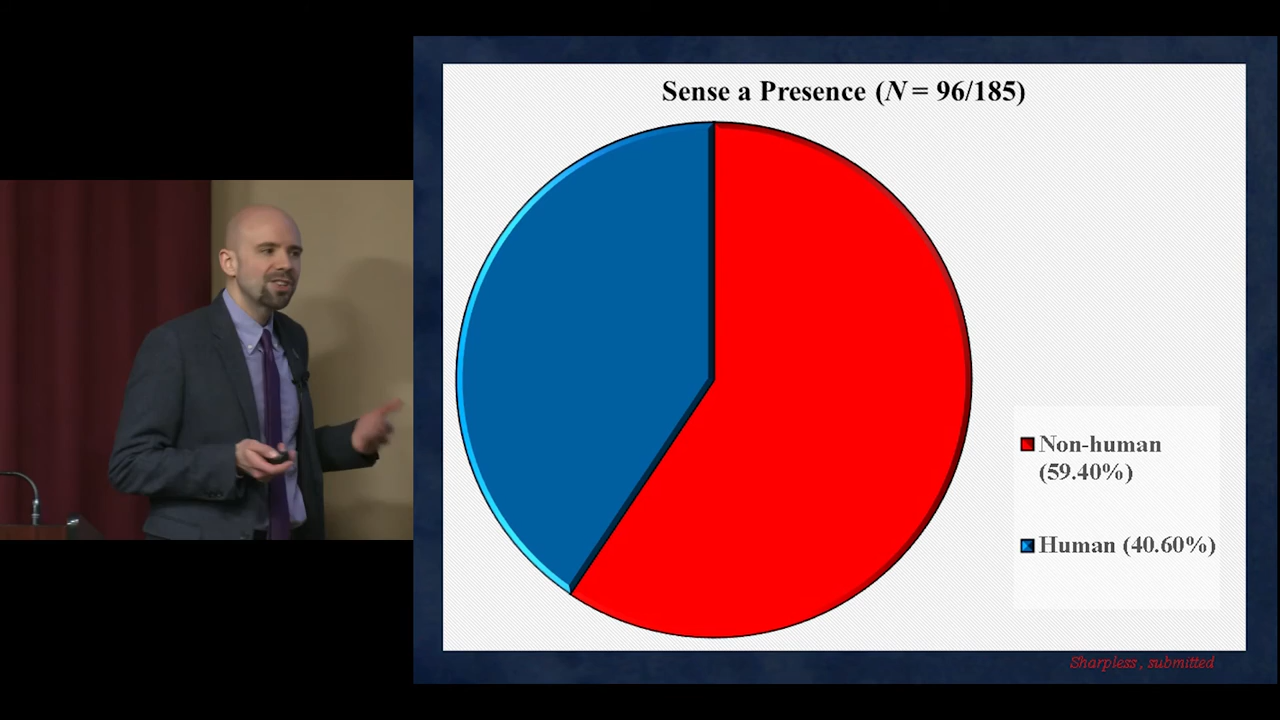 Sense a Presence (N = 96/185)
Non-human
(59.40%)
Human (40.60%)
Sharpless, submitted